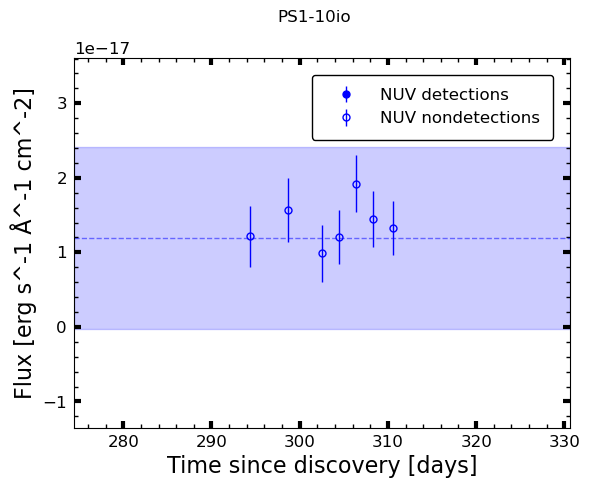 PS1-10io
1e−17
NUV detections
NUV nondetections
3
2
1
0
−1
Flux [erg s^-1 Å^-1 cm^-2]
280 290 300 310 320 330
Time since discovery [days]